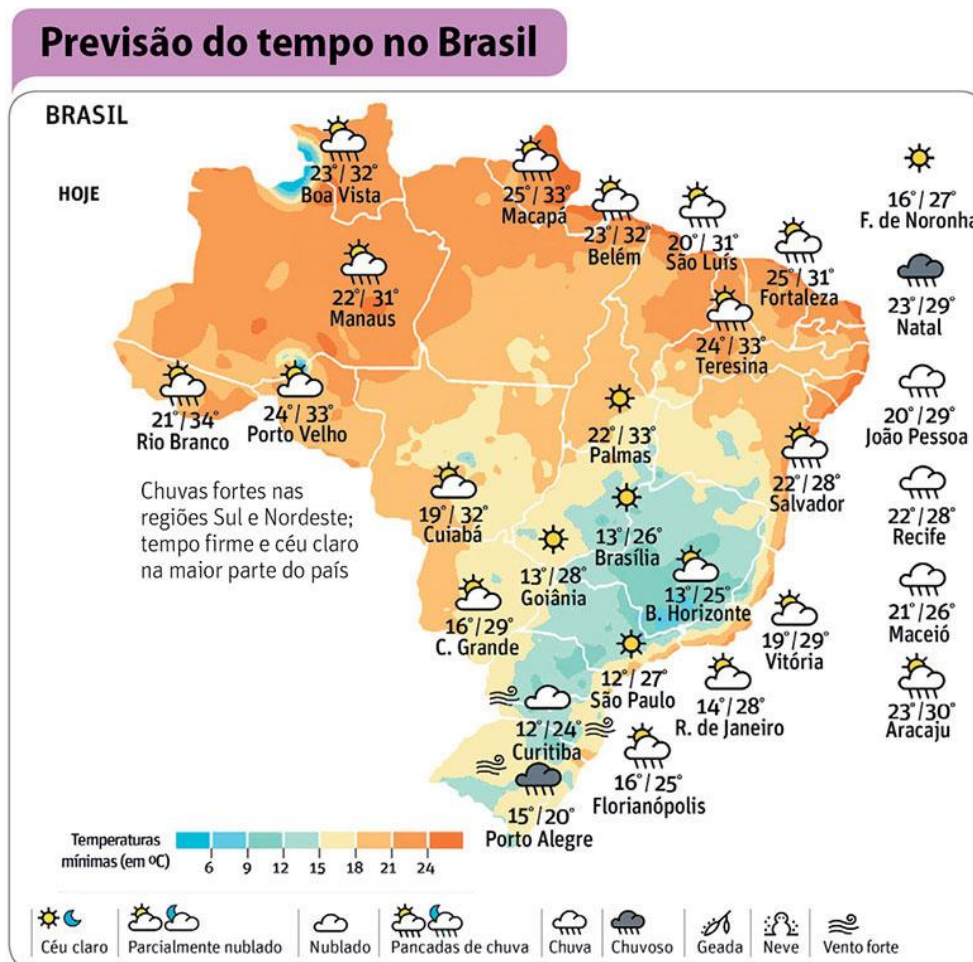 Previsão do tempo no Brasil
BRASIL
HOJE
23°/32°
Boa Vista
25°/33°
Macapá
23°/32°
Belém
20°/31°
São Luís
25°/31°
Fortaleza
16°/27°
F. de Noronha
22°/31°
Manaus
24°/33°
Teresina
23°/29°
Natal
21°/34°
Rio Branco
24°/33°
Porto Velho
22°/33°
Palmas
20°/29°
João Pessoa
22°/28°
Salvador
Chuvas fortes nas
regiões Sul e Nordeste;
tempo firme e céu claro
na maior parte do país
19°/32°
Cuiabá
13°/26°
Brasília
22°/28°
Recife
13°/28°
Goiânia
13°/25°
B. Horizonte
16°/29°
C. Grande
19°/29°
Vitória
21°/26°
Maceió
12°/27°
São Paulo
14°/28°
R. de Janeiro
23°/30°
Aracaju
12°/24°
Curitiba
16°/25°
Florianópolis
15°/20°
Porto Alegre
Temperaturas
mínimas (em ºC)
6 9 12 15 18 21 24
Céu claro
Parcialmente nublado
Nublado
Pancadas de chuva
Chuva
Chuvoso
Geada
Neve
Vento forte